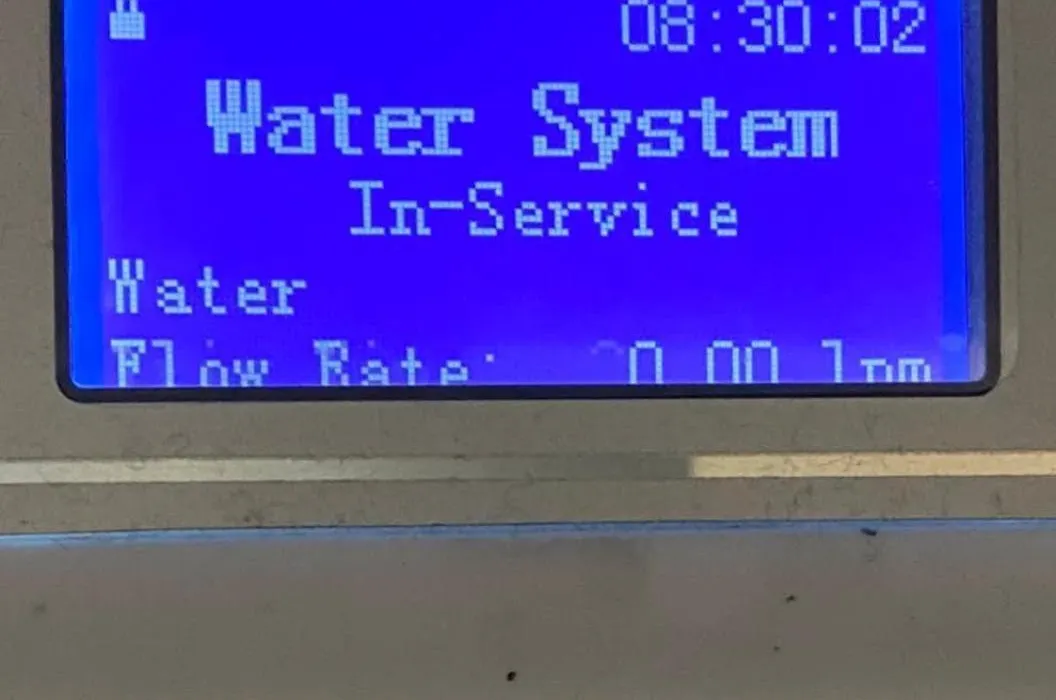 08:30:02
Water System
In-Service
Water
Flow Rate: 0.00 lpm